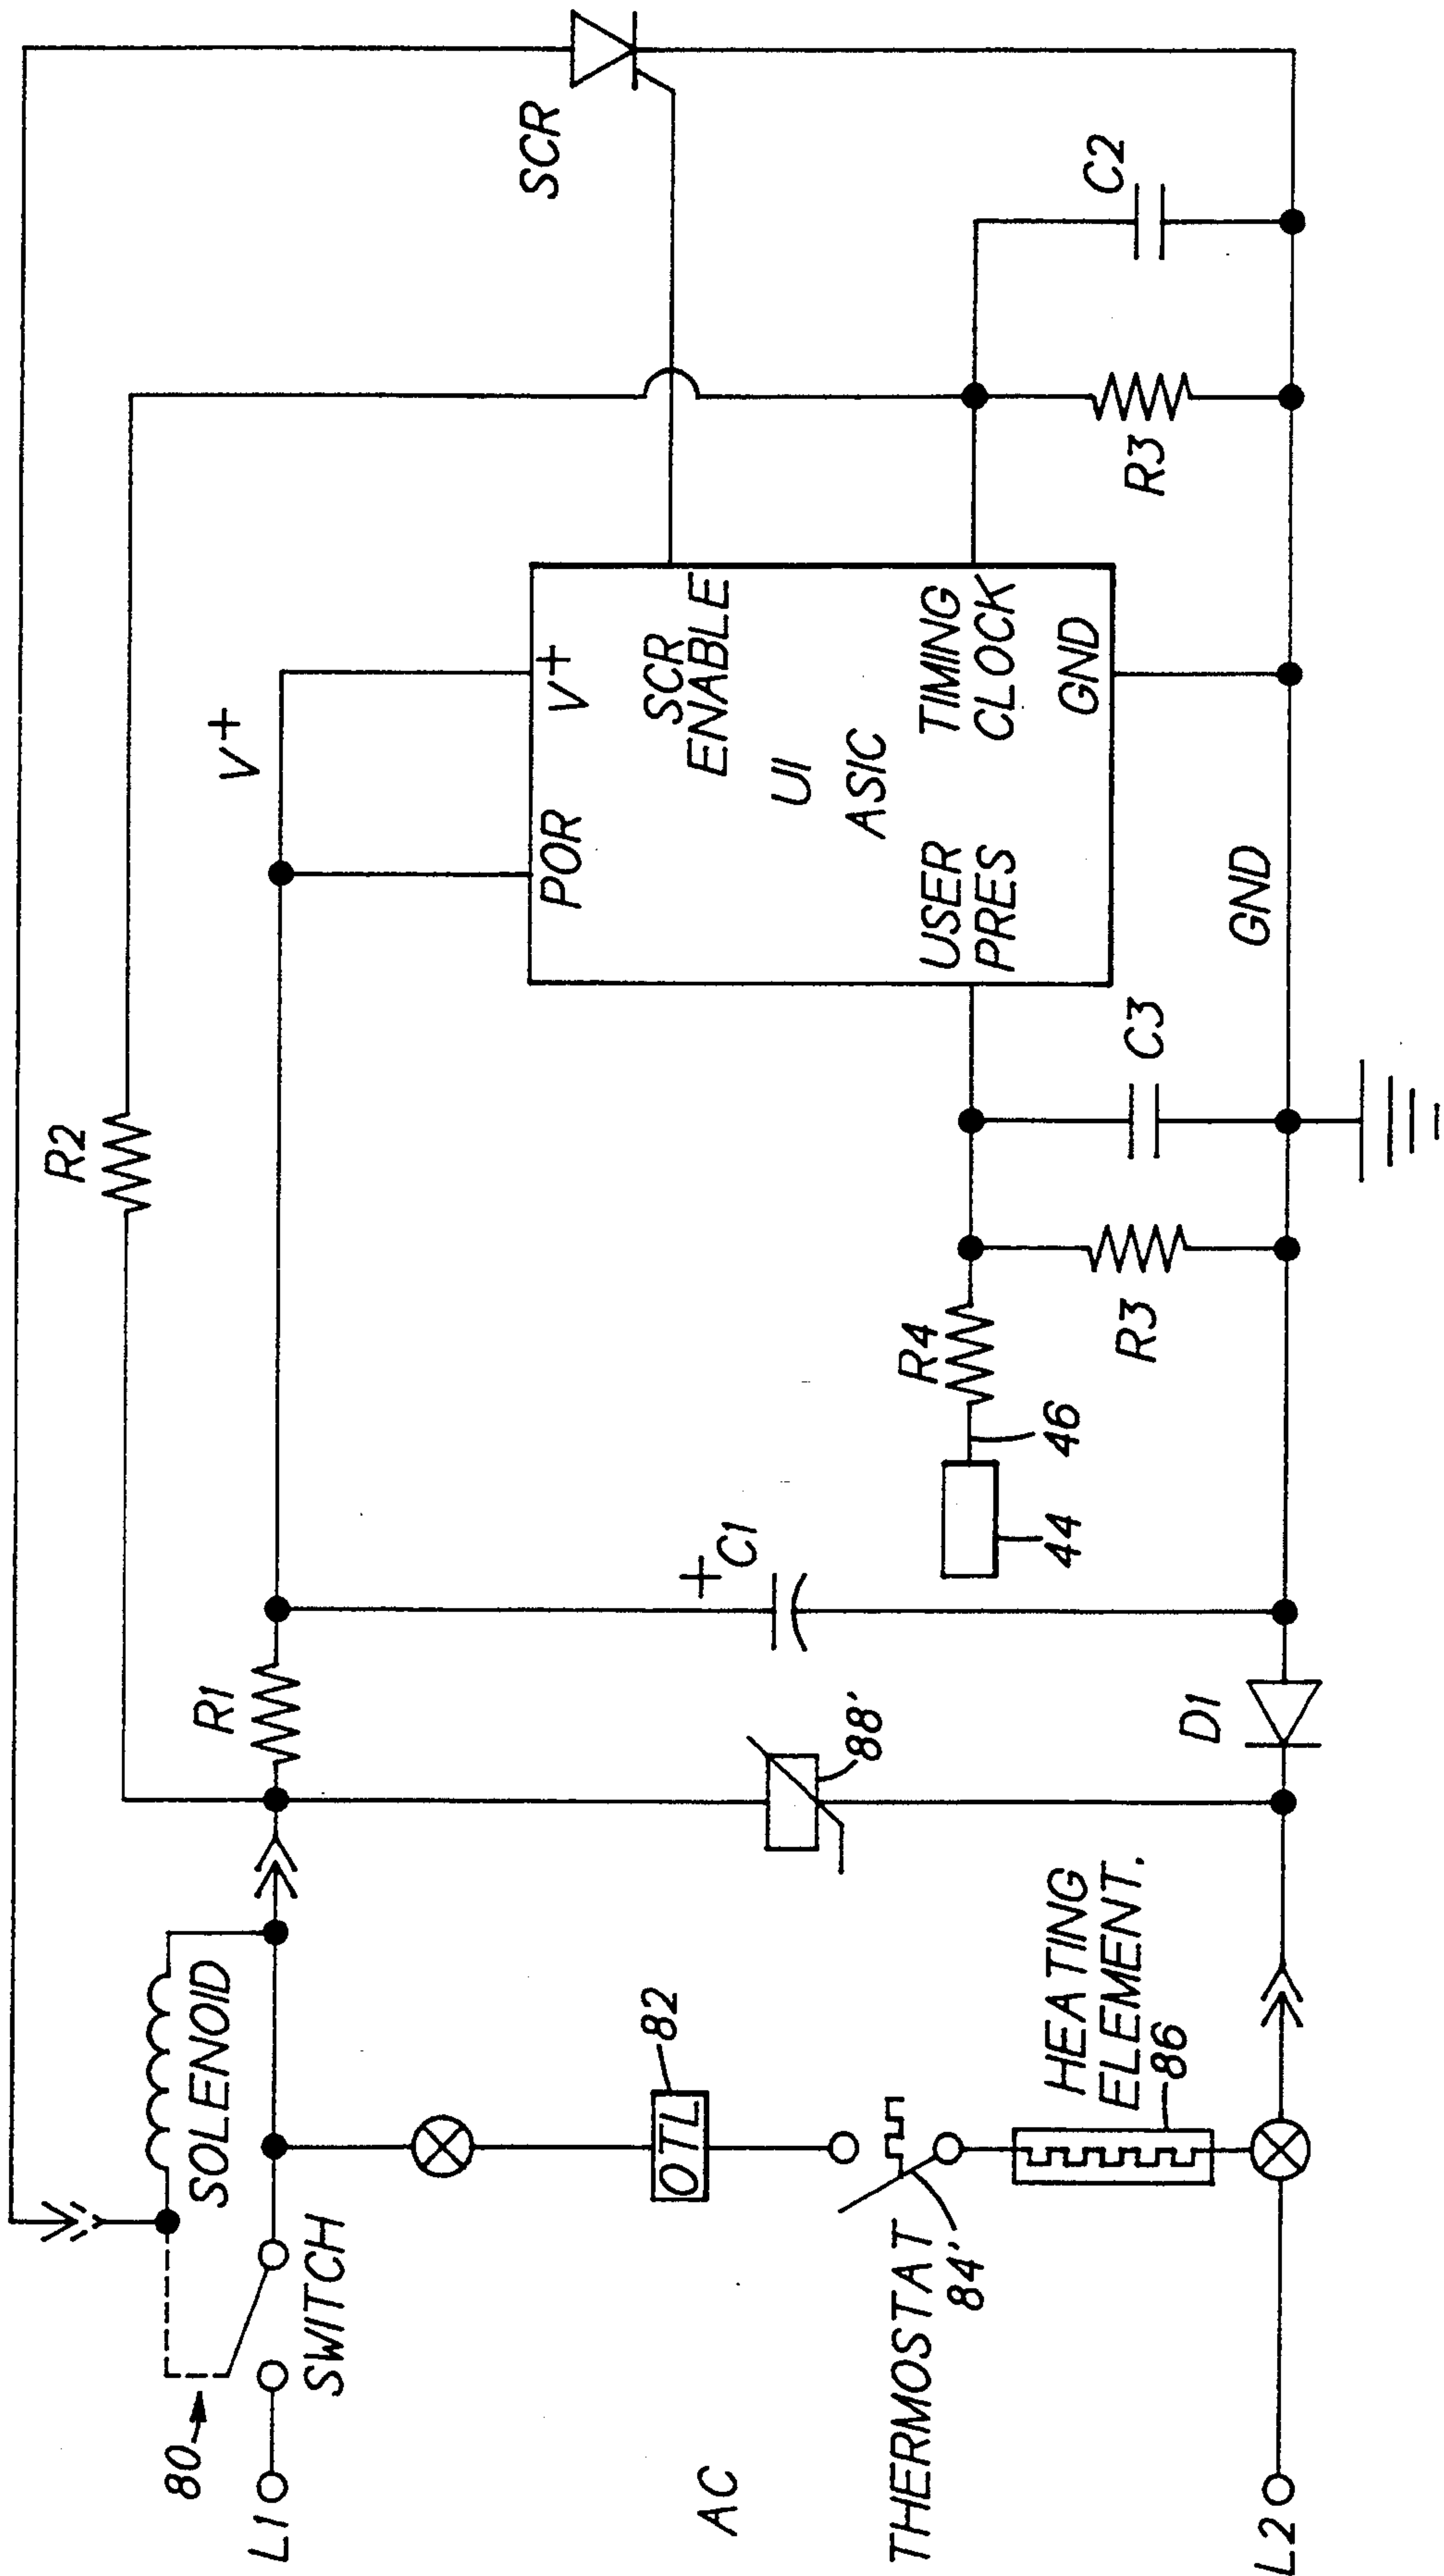 80
L1
SWITCH
SOLENOID
R1
R2
V+
SCR
AC
OTL
82
88'
+
C1
POR
V+
SCR
ENABLE
U1
ASIC
USER
PRES
TIMING
CLOCK
GND
THERMOSTAT
84'
HEATING
ELEMENT.
86
44
46
R4
R3
C3
R3
C2
L2
D1
GND